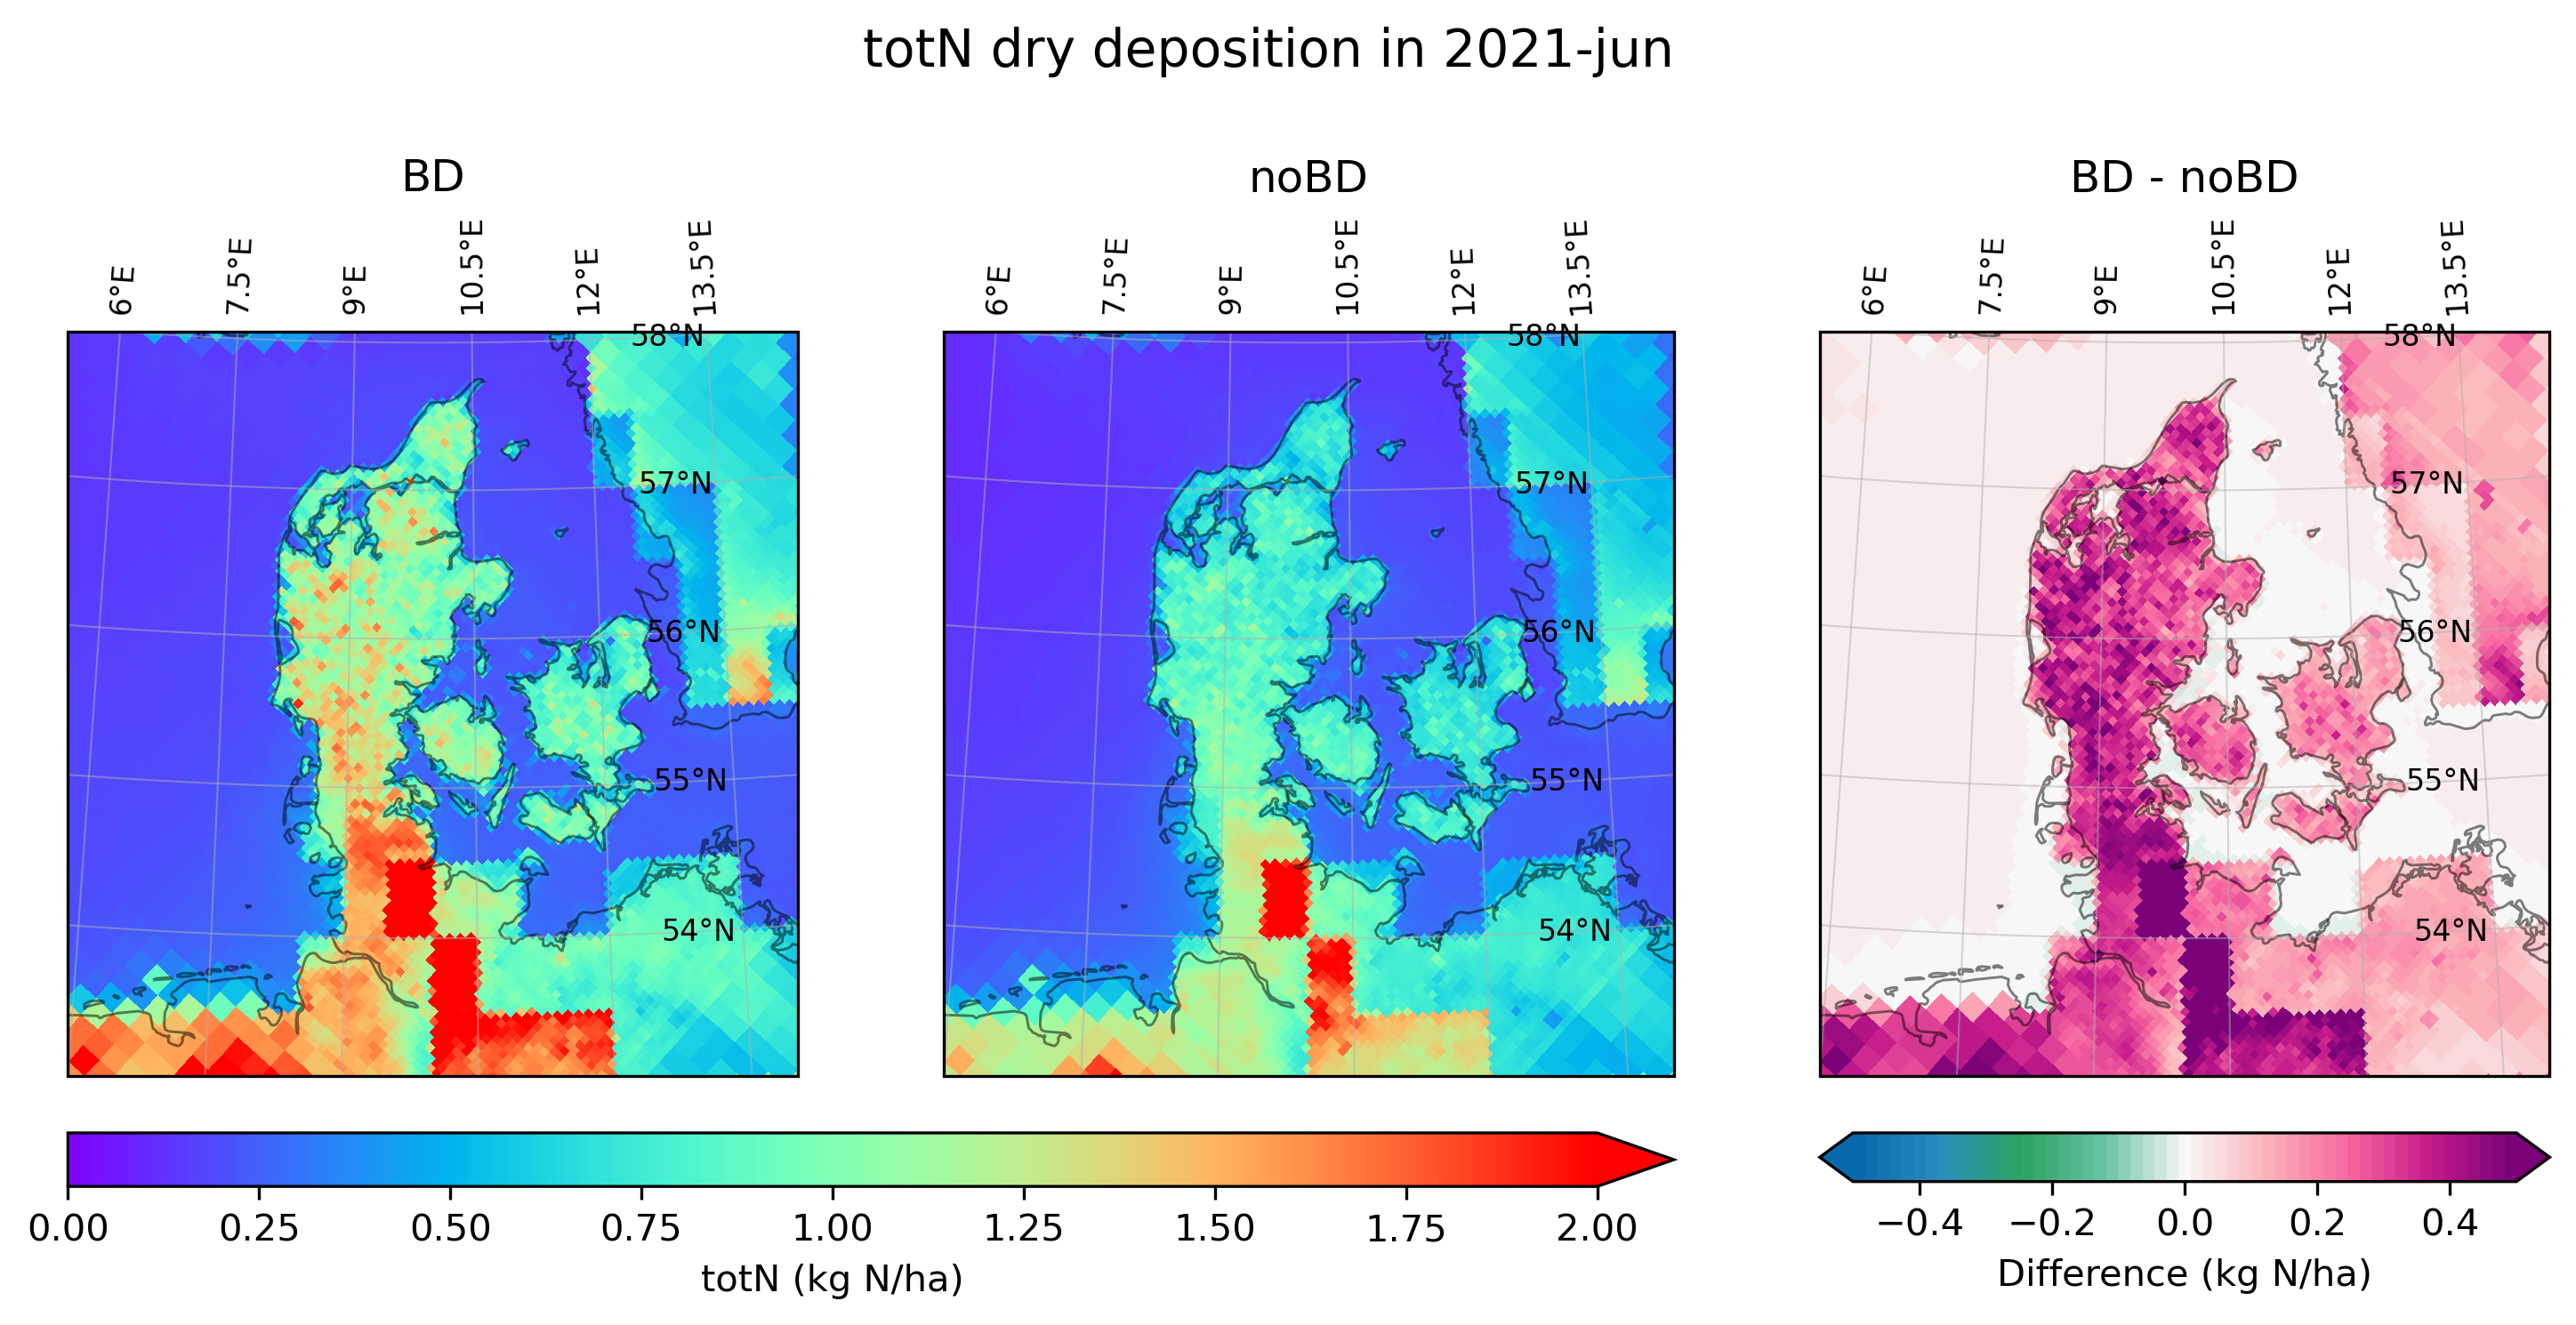 totN dry deposition in 2021-jun
BD
noBD
BD - noBD
6°E 7.5°E 9°E 10.5°E 12°E 13.5°E
6°E 7.5°E 9°E 10.5°E 12°E 13.5°E
6°E 7.5°E 9°E 10.5°E 12°E 13.5°E
58°N 58°N 58°N
57°N 57°N 57°N
56°N 56°N 56°N
55°N 55°N 55°N
54°N 54°N 54°N
0.00 0.25 0.50 0.75 1.00 1.25 1.50 1.75 2.00
totN (kg N/ha)
−0.4 −0.2 0.0 0.2 0.4
Difference (kg N/ha)